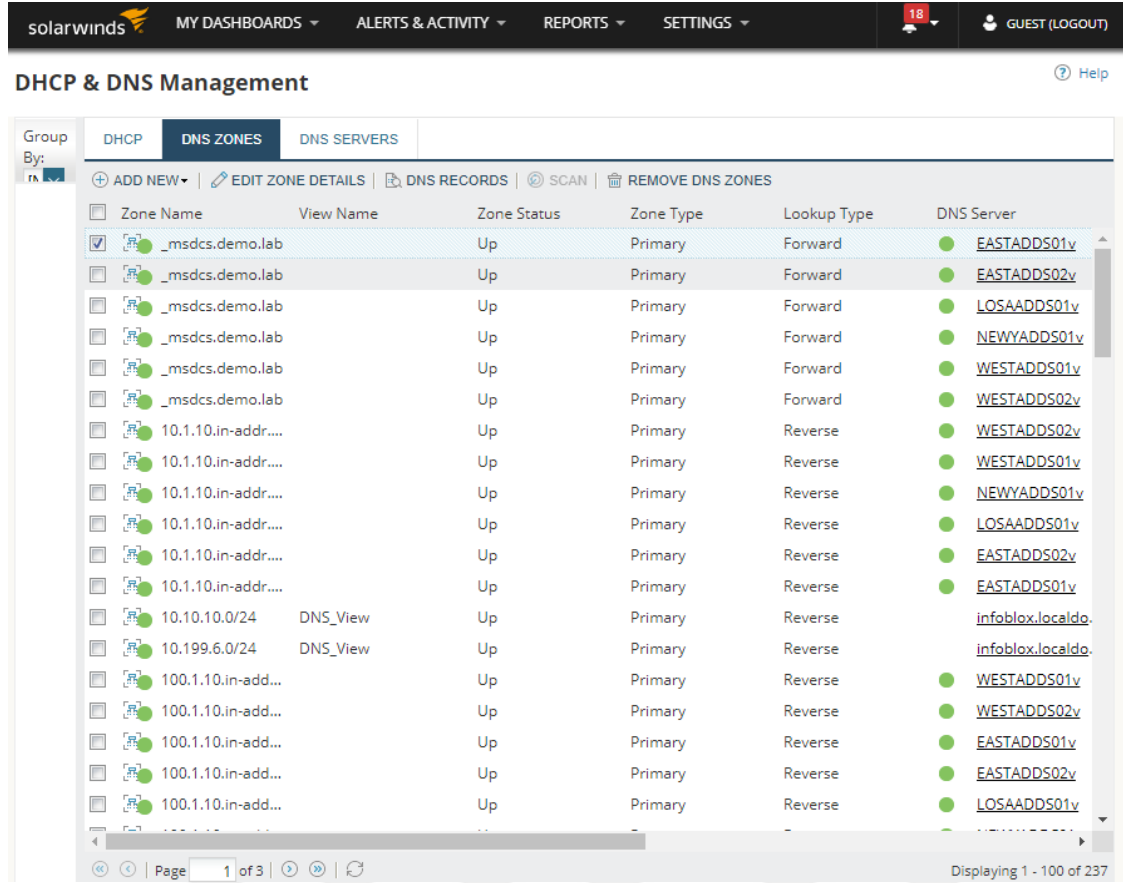 solarwinds MY DASHBOARDS ALERTS & ACTIVITY REPORTS SETTINGS 18 GUEST (LOGOUT)
DHCP & DNS Management Help
Group By:
DHCP DNS ZONES DNS SERVERS
ADD NEW EDIT ZONE DETAILS DNS RECORDS SCAN REMOVE DNS ZONES
Zone Name View Name Zone Status Zone Type Lookup Type DNS Server
_msdcs.demo.lab Up Primary Forward EASTADDS01v
_msdcs.demo.lab Up Primary Forward EASTADDS02v
_msdcs.demo.lab Up Primary Forward LOSAADDS01v
_msdcs.demo.lab Up Primary Forward NEWYADDS01v
_msdcs.demo.lab Up Primary Forward WESTADDS01v
_msdcs.demo.lab Up Primary Forward WESTADDS02v
10.1.10.in-addr.... Up Primary Reverse WESTADDS02v
10.1.10.in-addr.... Up Primary Reverse WESTADDS01v
10.1.10.in-addr.... Up Primary Reverse NEWYADDS01v
10.1.10.in-addr.... Up Primary Reverse LOSAADDS01v
10.1.10.in-addr.... Up Primary Reverse EASTADDS02v
10.1.10.in-addr.... Up Primary Reverse EASTADDS01v
10.10.10.0/24 DNS_View Up Primary Reverse infoblox.localdo.
10.199.6.0/24 DNS_View Up Primary Reverse infoblox.localdo.
100.1.10.in-add... Up Primary Reverse WESTADDS01v
100.1.10.in-add... Up Primary Reverse WESTADDS02v
100.1.10.in-add... Up Primary Reverse EASTADDS01v
100.1.10.in-add... Up Primary Reverse EASTADDS02v
100.1.10.in-add... Up Primary Reverse LOSAADDS01v
Page 1 of 3 Displaying 1 - 100 of 237